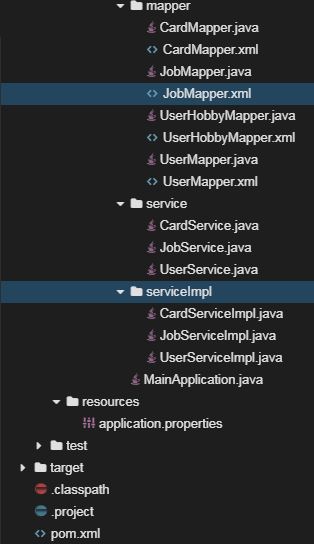 mapper
CardMapper.java
CardMapper.xml
JobMapper.java
JobMapper.xml
UserHobbyMapper.java
UserHobbyMapper.xml
UserMapper.java
UserMapper.xml
service
CardService.java
JobService.java
UserService.java
serviceImpl
CardServiceImpl.java
JobServiceImpl.java
UserServiceImpl.java
MainApplication.java
resources
application.properties
test
target
.classpath
.project
pom.xml